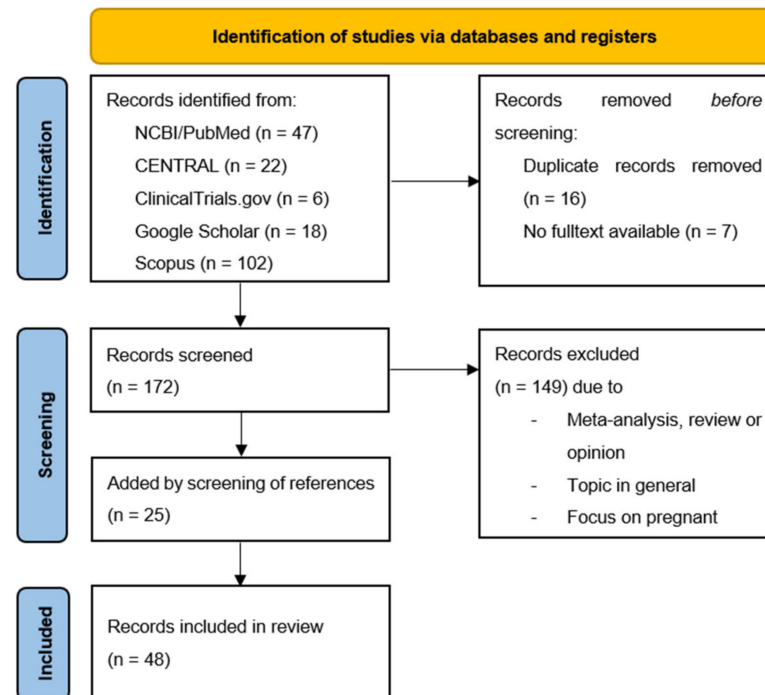 Identification of studies via databases and registers
Identification
Records identified from:
NCBI/PubMed (n = 47)
CENTRAL (n = 22)
ClinicalTrials.gov (n = 6)
Google Scholar (n = 18)
Scopus (n = 102)
Records removed before
screening:
Duplicate records removed
(n = 16)
No fulltext available (n = 7)
Screening
Records screened
(n = 172)
Records excluded
(n = 149) due to
- Meta-analysis, review or
opinion
- Topic in general
- Focus on pregnant
Added by screening of references
(n = 25)
Included
Records included in review
(n = 48)